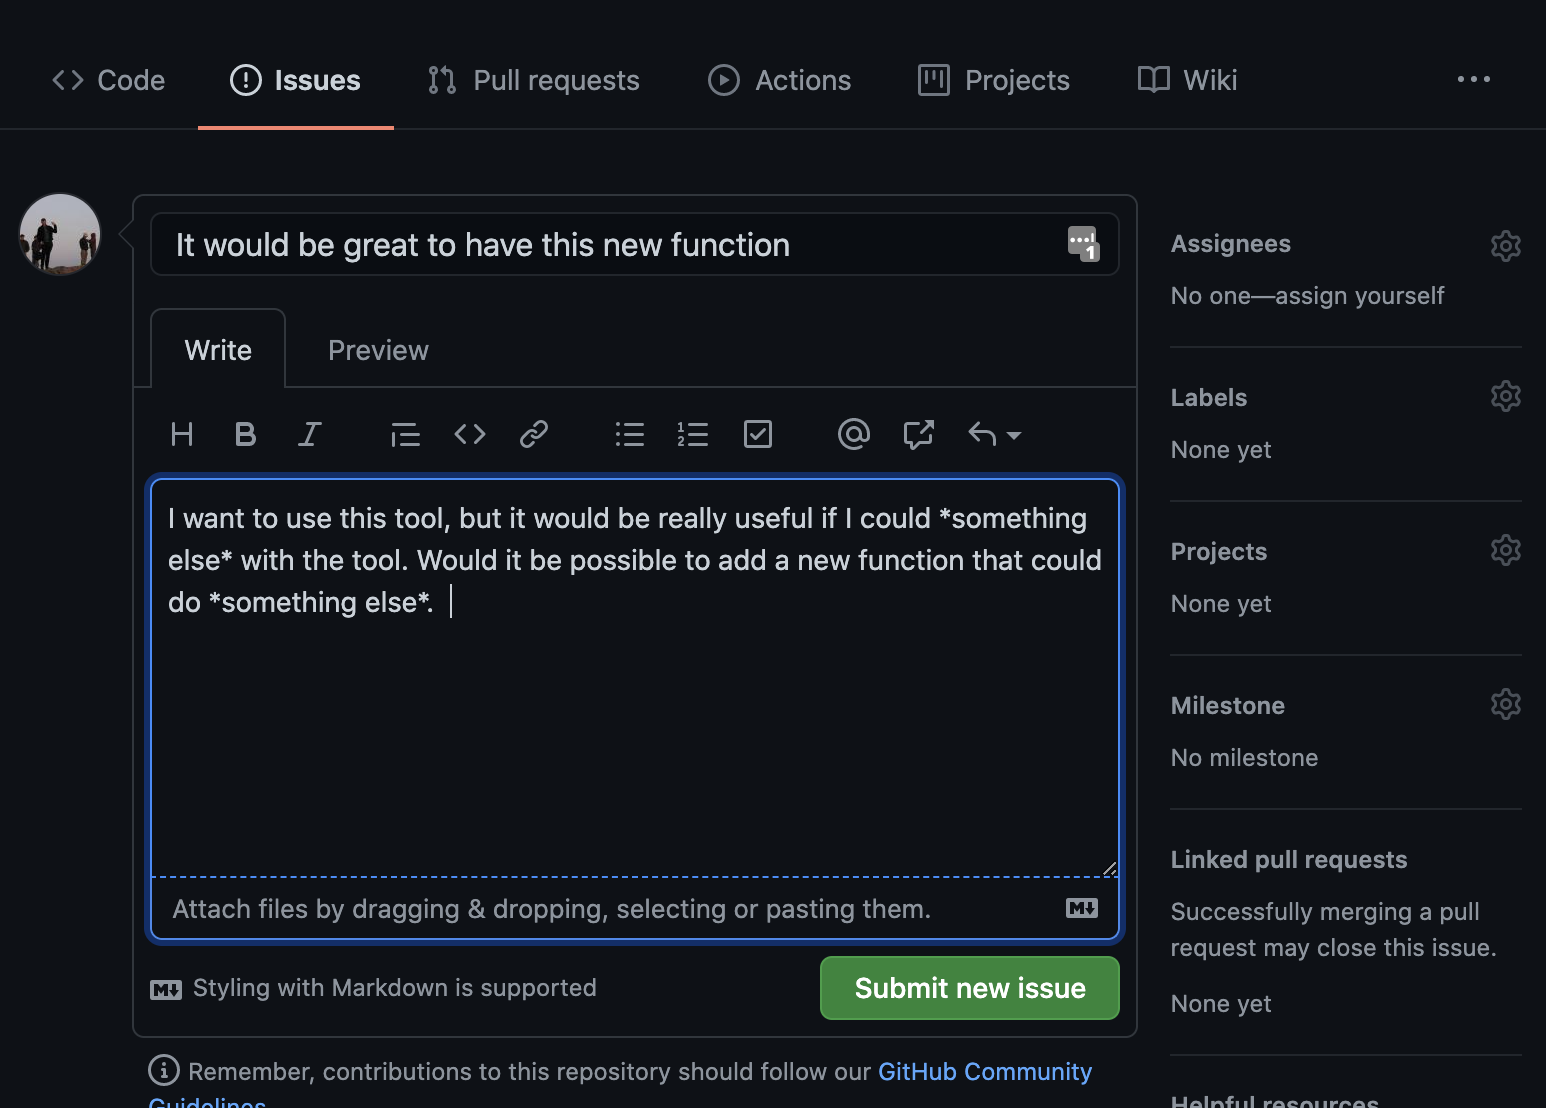 Code Issues Pull requests Actions Projects Wiki
It would be great to have this new function
Write Preview
I want to use this tool, but it would be really useful if I could *something
else* with the tool. Would it be possible to add a new function that could
do *something else*.
Attach files by dragging & dropping, selecting or pasting them.
Styling with Markdown is supported
Submit new issue
Remember, contributions to this repository should follow our GitHub Community
Guidelines
Assignees
No one—assign yourself
Labels
None yet
Projects
None yet
Milestone
No milestone
Linked pull requests
Successfully merging a pull
request may close this issue.
None yet
Helpful resources